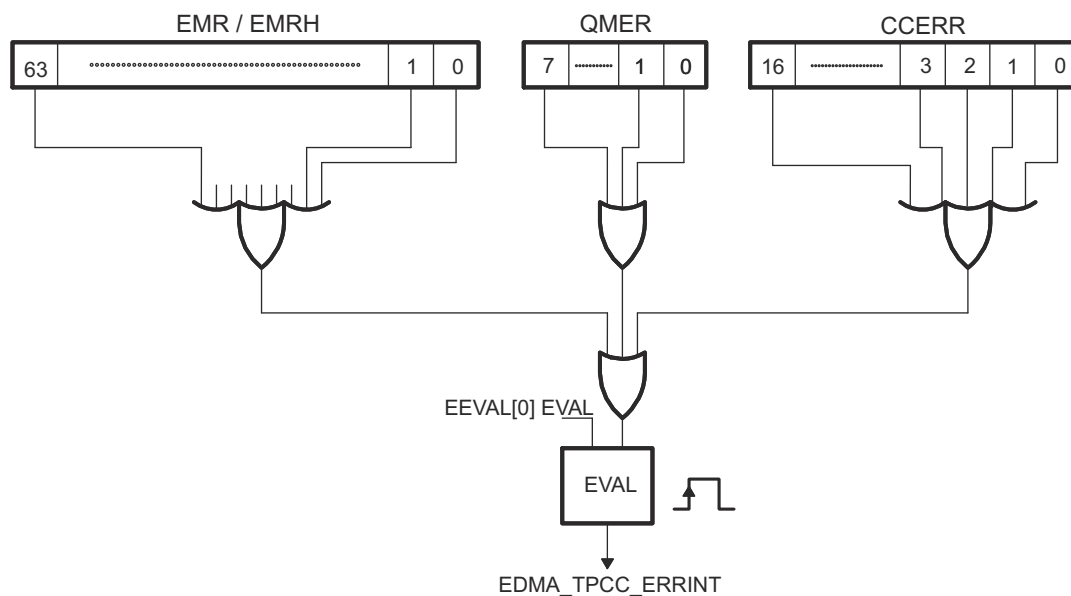 EMR / EMRH QMER CCERR
63 1 0 7 1 0 16 3 2 1 0
EEVAL[0] EVAL
EVAL
EDMA_TPCC_ERRINT